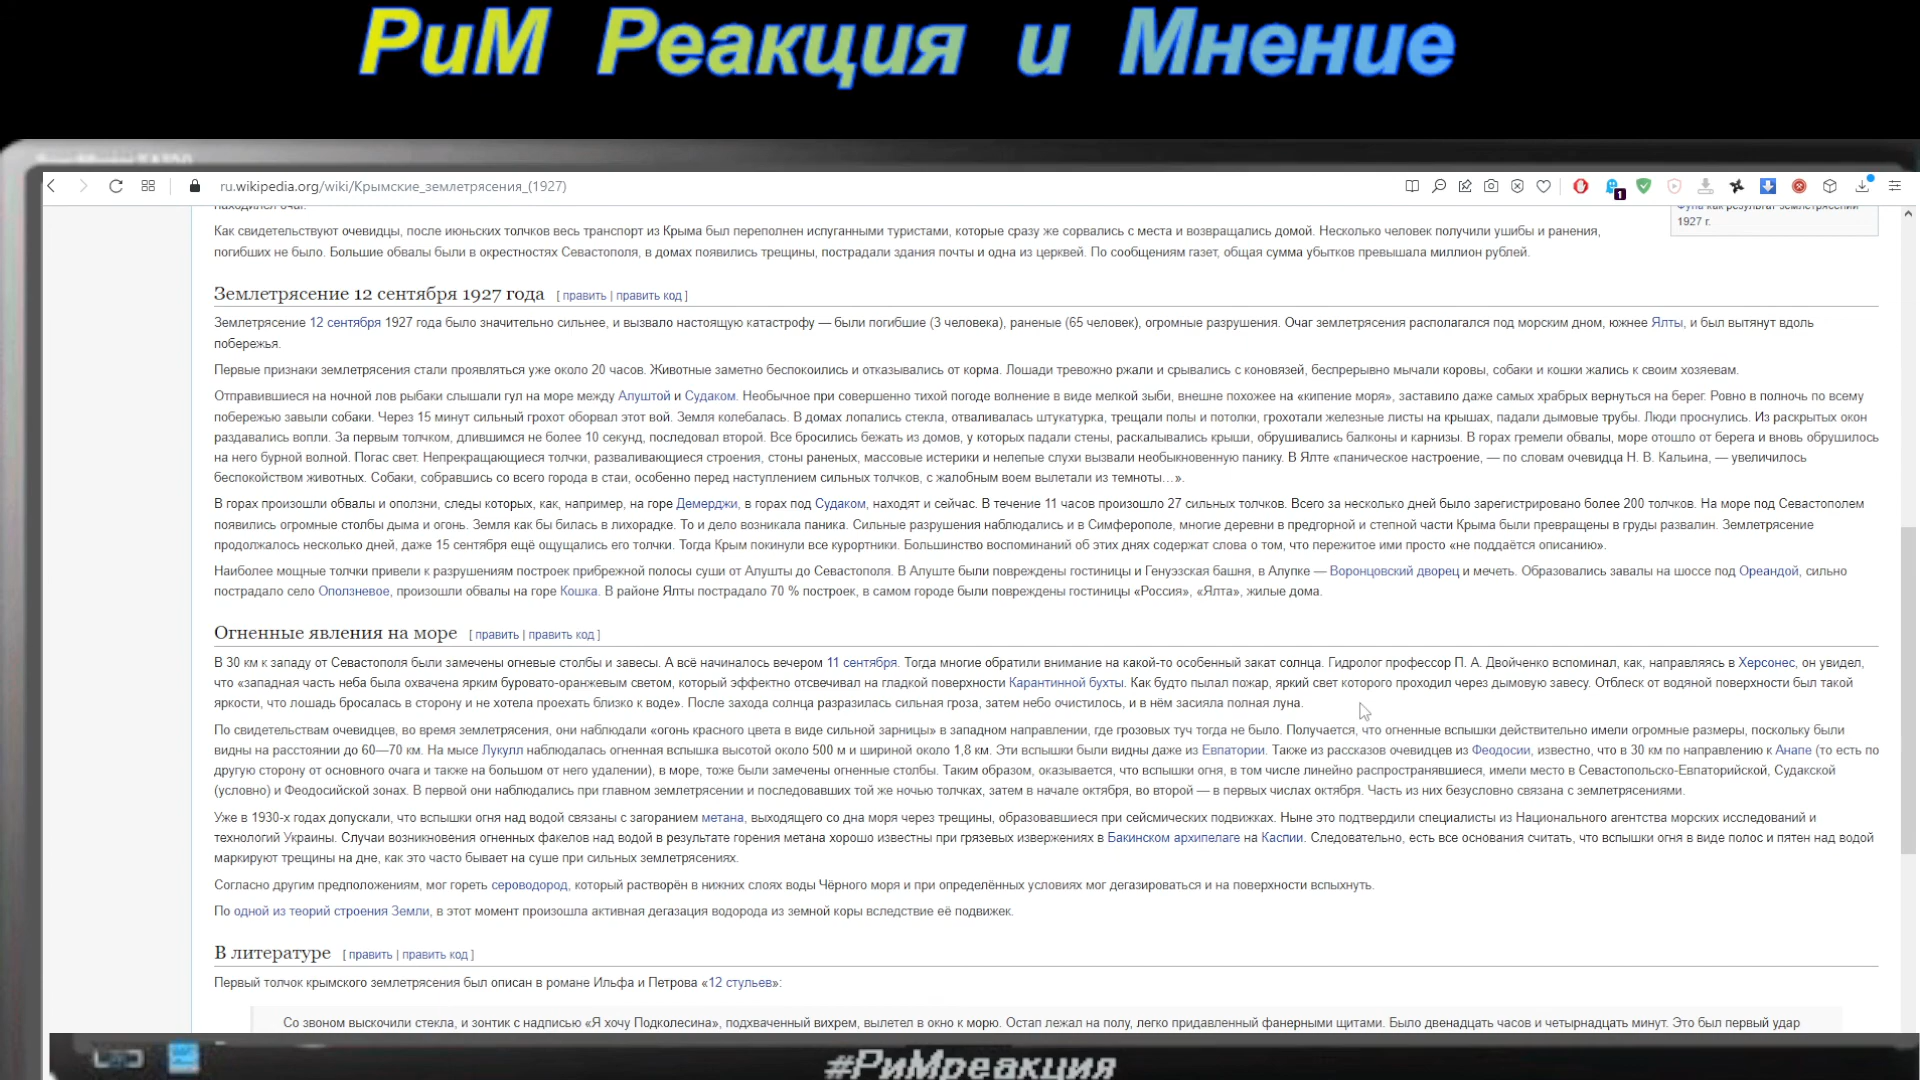 РиМ Реакция и Мнение
ru.wikipedia.org/wiki/Крымские_землетрясения_(1927)
1
находился очаг.
Фуна как результат землетрясений
1927 г.
Как свидетельствуют очевидцы, после июньских толчков весь транспорт из Крыма был переполнен испуганными туристами, которые сразу же сорвались с места и возвращались домой. Несколько человек получили ушибы и ранения,
погибших не было. Большие обвалы были в окрестностях Севастополя, в домах появились трещины, пострадали здания почты и одна из церквей. По сообщениям газет, общая сумма убытков превышала миллион рублей.
Землетрясение 12 сентября 1927 года [ править | править код ]
Землетрясение 12 сентября 1927 года было значительно сильнее, и вызвало настоящую катастрофу — были погибшие (3 человека), раненые (65 человек), огромные разрушения. Очаг землетрясения располагался под морским дном, южнее Ялты, и был вытянут вдоль
побережья.
Первые признаки землетрясения стали проявляться уже около 20 часов. Животные заметно беспокоились и отказывались от корма. Лошади тревожно ржали и срывались с коновязей, беспрерывно мычали коровы, собаки и кошки жались к своим хозяевам.
Отправившиеся на ночной лов рыбаки слышали гул на море между Алуштой и Судаком. Необычное при совершенно тихой погоде волнение в виде мелкой зыби, внешне похожее на «кипение моря», заставило даже самых храбрых вернуться на берег. Ровно в полночь по всему
побережью завыли собаки. Через 15 минут сильный грохот оборвал этот вой. Земля колебалась. В домах лопались стекла, отваливалась штукатурка, трещали полы и потолки, грохотали железные листы на крышах, падали дымовые трубы. Люди проснулись. Из раскрытых окон
раздавались вопли. За первым толчком, длившимся не более 10 секунд, последовал второй. Все бросились бежать из домов, у которых падали стены, раскалывались крыши, обрушивались балконы и карнизы. В горах гремели обвалы, море отошло от берега и вновь обрушилось
на него бурной волной. Погас свет. Непрекращающиеся толчки, разваливающиеся строения, стоны раненых, массовые истерики и нелепые слухи вызвали необыкновенную панику. В Ялте «паническое настроение, — по словам очевидца Н. В. Кальина, — увеличилось
беспокойством животных. Собаки, собравшись со всего города в стаи, особенно перед наступлением сильных толчков, с жалобным воем вылетали из темноты…».
В горах произошли обвалы и оползни, следы которых, как, например, на горе Демерджи, в горах под Судаком, находят и сейчас. В течение 11 часов произошло 27 сильных толчков. Всего за несколько дней было зарегистрировано более 200 толчков. На море под Севастополем
появились огромные столбы дыма и огонь. Земля как бы билась в лихорадке. То и дело возникала паника. Сильные разрушения наблюдались и в Симферополе, многие деревни в предгорной и степной части Крыма были превращены в груды развалин. Землетрясение
продолжалось несколько дней, даже 15 сентября ещё ощущались его толчки. Тогда Крым покинули все курортники. Большинство воспоминаний об этих днях содержат слова о том, что пережитое ими просто «не поддаётся описанию».
Наиболее мощные толчки привели к разрушениям построек прибрежной полосы суши от Алушты до Севастополя. В Алуште были повреждены гостиницы и Генуэзская башня, в Алупке — Воронцовский дворец и мечеть. Образовались завалы на шоссе под Ореандой, сильно
пострадало село Оползневое, произошли обвалы на горе Кошка. В районе Ялты пострадало 70 % построек, в самом городе были повреждены гостиницы «Россия», «Ялта», жилые дома.
Огненные явления на море [ править | править код ]
В 30 км к западу от Севастополя были замечены огневые столбы и завесы. А всё начиналось вечером 11 сентября. Тогда многие обратили внимание на какой-то особенный закат солнца. Гидролог профессор П. А. Двойченко вспоминал, как, направляясь в Херсонес, он увидел,
что «западная часть неба была охвачена ярким буровато-оранжевым светом, который эффектно отсвечивал на гладкой поверхности Карантинной бухты. Как будто пылал пожар, яркий свет которого проходил через дымовую завесу. Отблеск от водяной поверхности был такой
яркости, что лошадь бросалась в сторону и не хотела проехать близко к воде». После захода солнца разразилась сильная гроза, затем небо очистилось, и в нём засияла полная луна.
По свидетельствам очевидцев, во время землетрясения, они наблюдали «огонь красного цвета в виде сильной зарницы» в западном направлении, где грозовых туч тогда не было. Получается, что огненные вспышки действительно имели огромные размеры, поскольку были
видны на расстоянии до 60—70 км. На мысе Лукулл наблюдалась огненная вспышка высотой около 500 м и шириной около 1,8 км. Эти вспышки были видны даже из Евпатории. Также из рассказов очевидцев из Феодосии, известно, что в 30 км по направлению к Анапе (то есть по
другую сторону от основного очага и также на большом от него удалении), в море, тоже были замечены огненные столбы. Таким образом, оказывается, что вспышки огня, в том числе линейно распространявшиеся, имели место в Севастопольско-Евпаторийской, Судакской
(условно) и Феодосийской зонах. В первой они наблюдались при главном землетрясении и последовавших той же ночью толчках, затем в начале октября, во второй — в первых числах октября. Часть из них безусловно связана с землетрясениями.
Уже в 1930-х годах допускали, что вспышки огня над водой связаны с загоранием метана, выходящего со дна моря через трещины, образовавшиеся при сейсмических подвижках. Ныне это подтвердили специалисты из Национального агентства морских исследований и
технологий Украины. Случаи возникновения огненных факелов над водой в результате горения метана хорошо известны при грязевых извержениях в Бакинском архипелаге на Каспии. Следовательно, есть все основания считать, что вспышки огня в виде полос и пятен над водой
маркируют трещины на дне, как это часто бывает на суше при сильных землетрясениях.
Согласно другим предположениям, мог гореть сероводород, который растворён в нижних слоях воды Чёрного моря и при определённых условиях мог дегазироваться и на поверхности вспыхнуть.
По одной из теорий строения Земли, в этот момент произошла активная дегазация водорода из земной коры вследствие её подвижек.
В литературе [ править | править код ]
Первый толчок крымского землетрясения был описан в романе Ильфа и Петрова «12 стульев»:
Со звоном выскочили стекла, и зонтик с надписью «Я хочу Подколесина», подхваченный вихрем, вылетел в окно к морю. Остап лежал на полу, легко придавленный фанерными щитами. Было двенадцать часов и четырнадцать минут. Это был первый удар
#РиМреакция